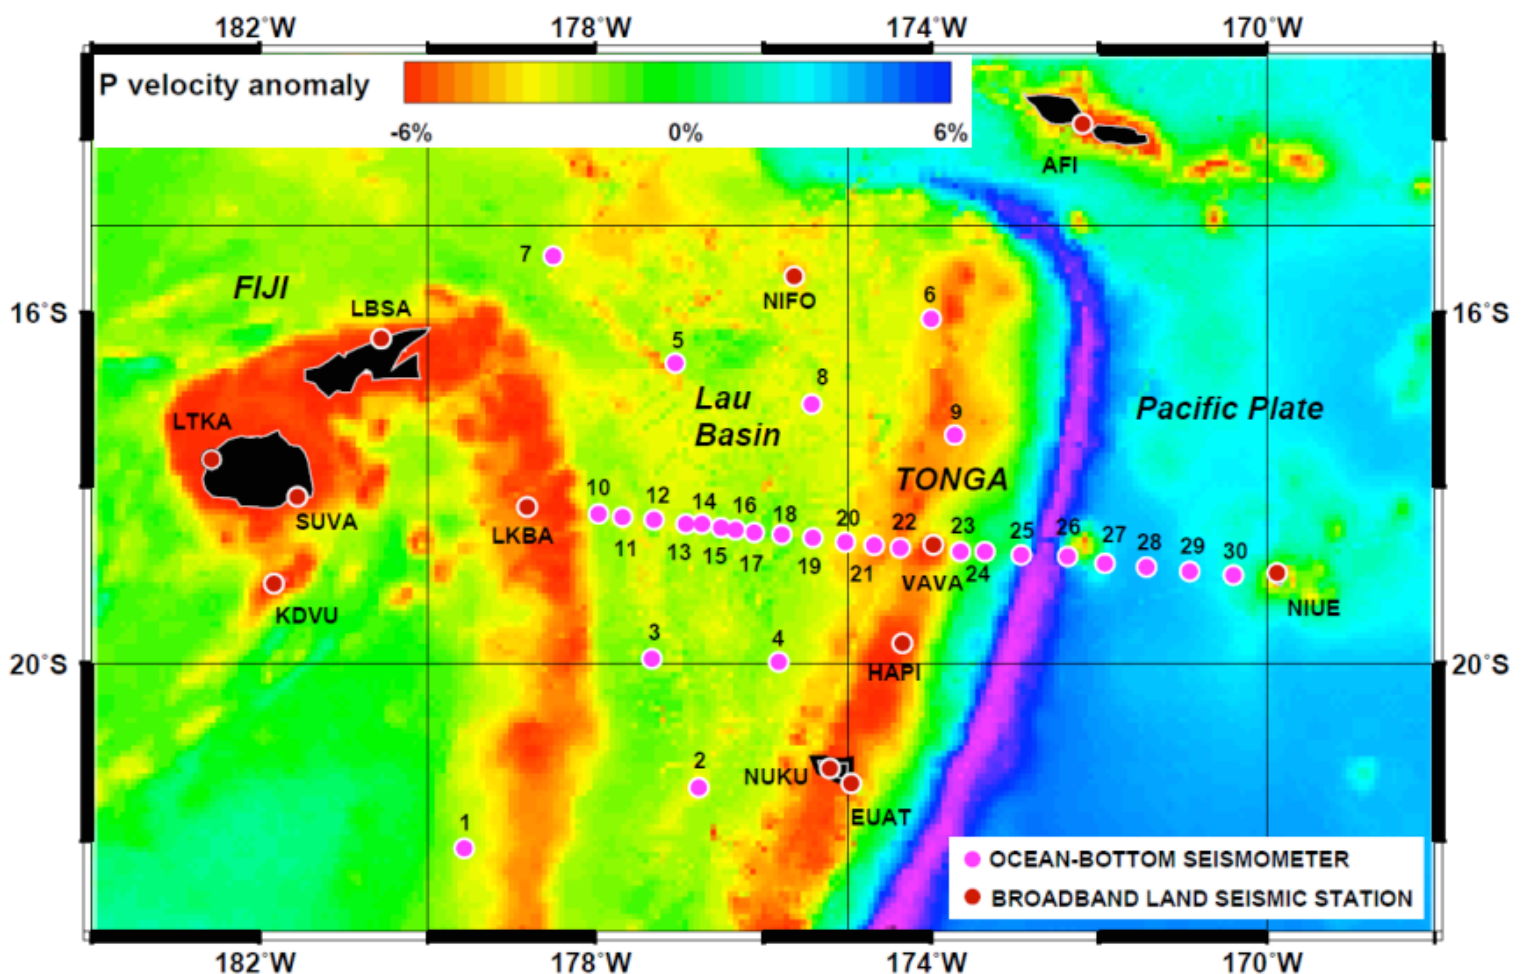 182°W 178°W 174°W 170°W
P velocity anomaly
-6% 0% 6%
AFI
7
FIJI
NIFO
6
16°S 16°S
LBSA
5
8
Lau
Basin
Pacific Plate
LTKA
9
TONGA
10 12 14 16 18 20 22 23 25 26 27 28 29 30
SUVA
LKBA
11 13 15 17 19 21 24
VAVA
NIUE
KDVU
3 4
20°S 20°S
HAPI
2
NUKU
EUAT
1
OCEAN-BOTTOM SEISMOMETER
BROADBAND LAND SEISMIC STATION
182°W 178°W 174°W 170°W